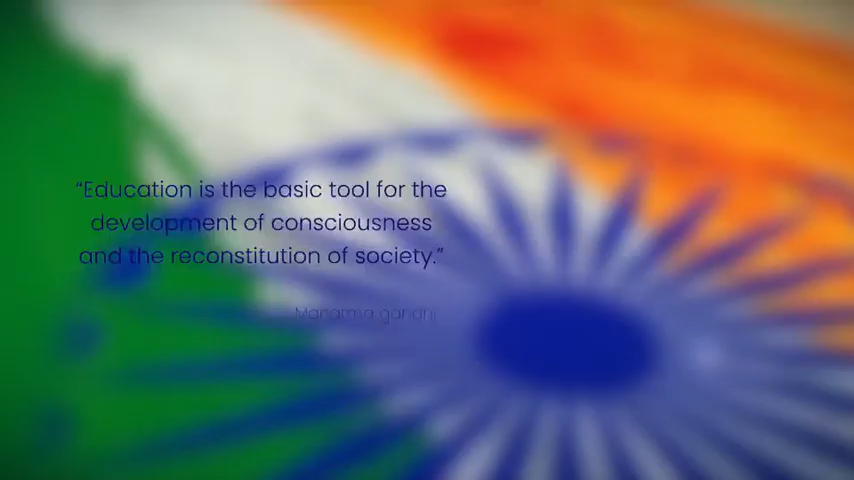 “Education is the basic tool for the
development of consciousness
and the reconstitution of society.”
Mahatma gandhi